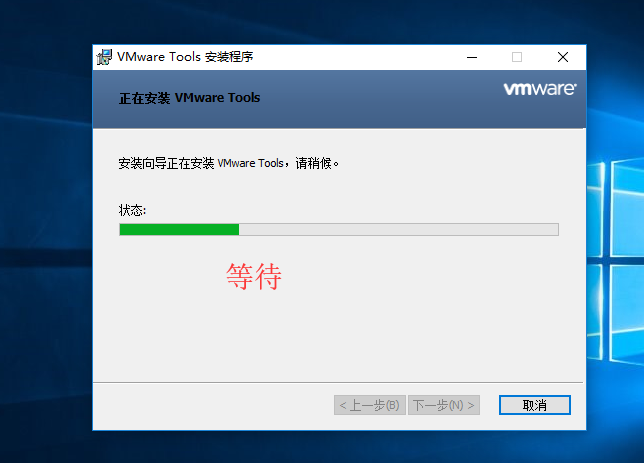 VMware Tools 安装程序
正在安装 VMware Tools
vmware®
安装向导正在安装 VMware Tools，请稍候。
状态:
等待
< 上一步(B) 下一步(N) > 取消